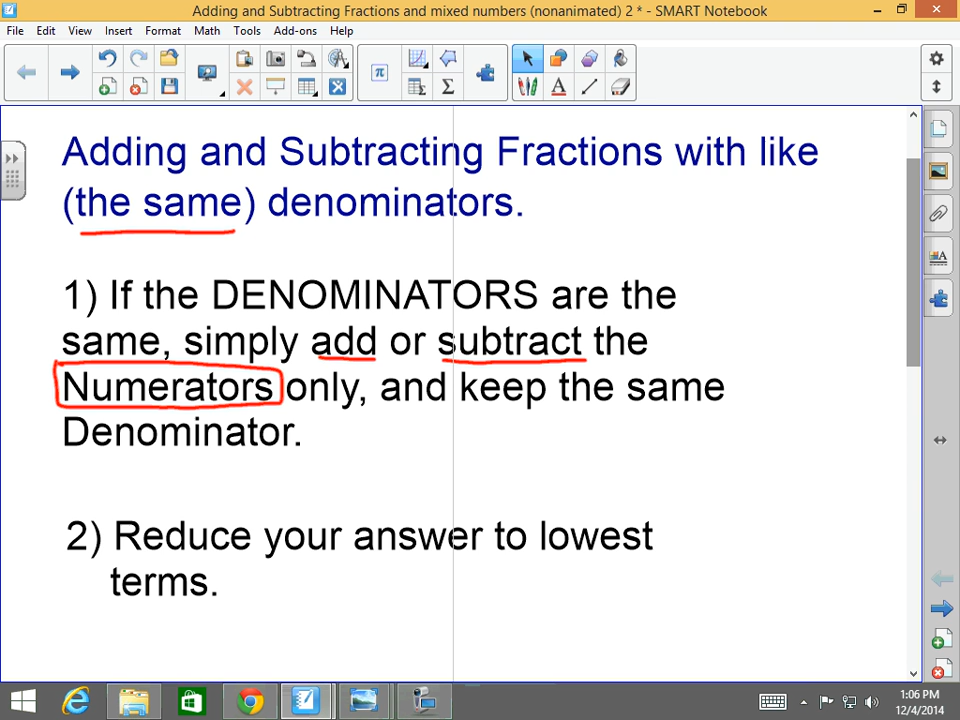 Adding and Subtracting Fractions and mixed numbers (nonanimated) 2 * - SMART Notebook
File Edit View Insert Format Math Tools Add-ons Help
Adding and Subtracting Fractions with like
(the same) denominators.
1) If the DENOMINATORS are the
same, simply add or subtract the
Numerators only, and keep the same
Denominator.
2) Reduce your answer to lowest
terms.
1:06 PM
12/4/2014